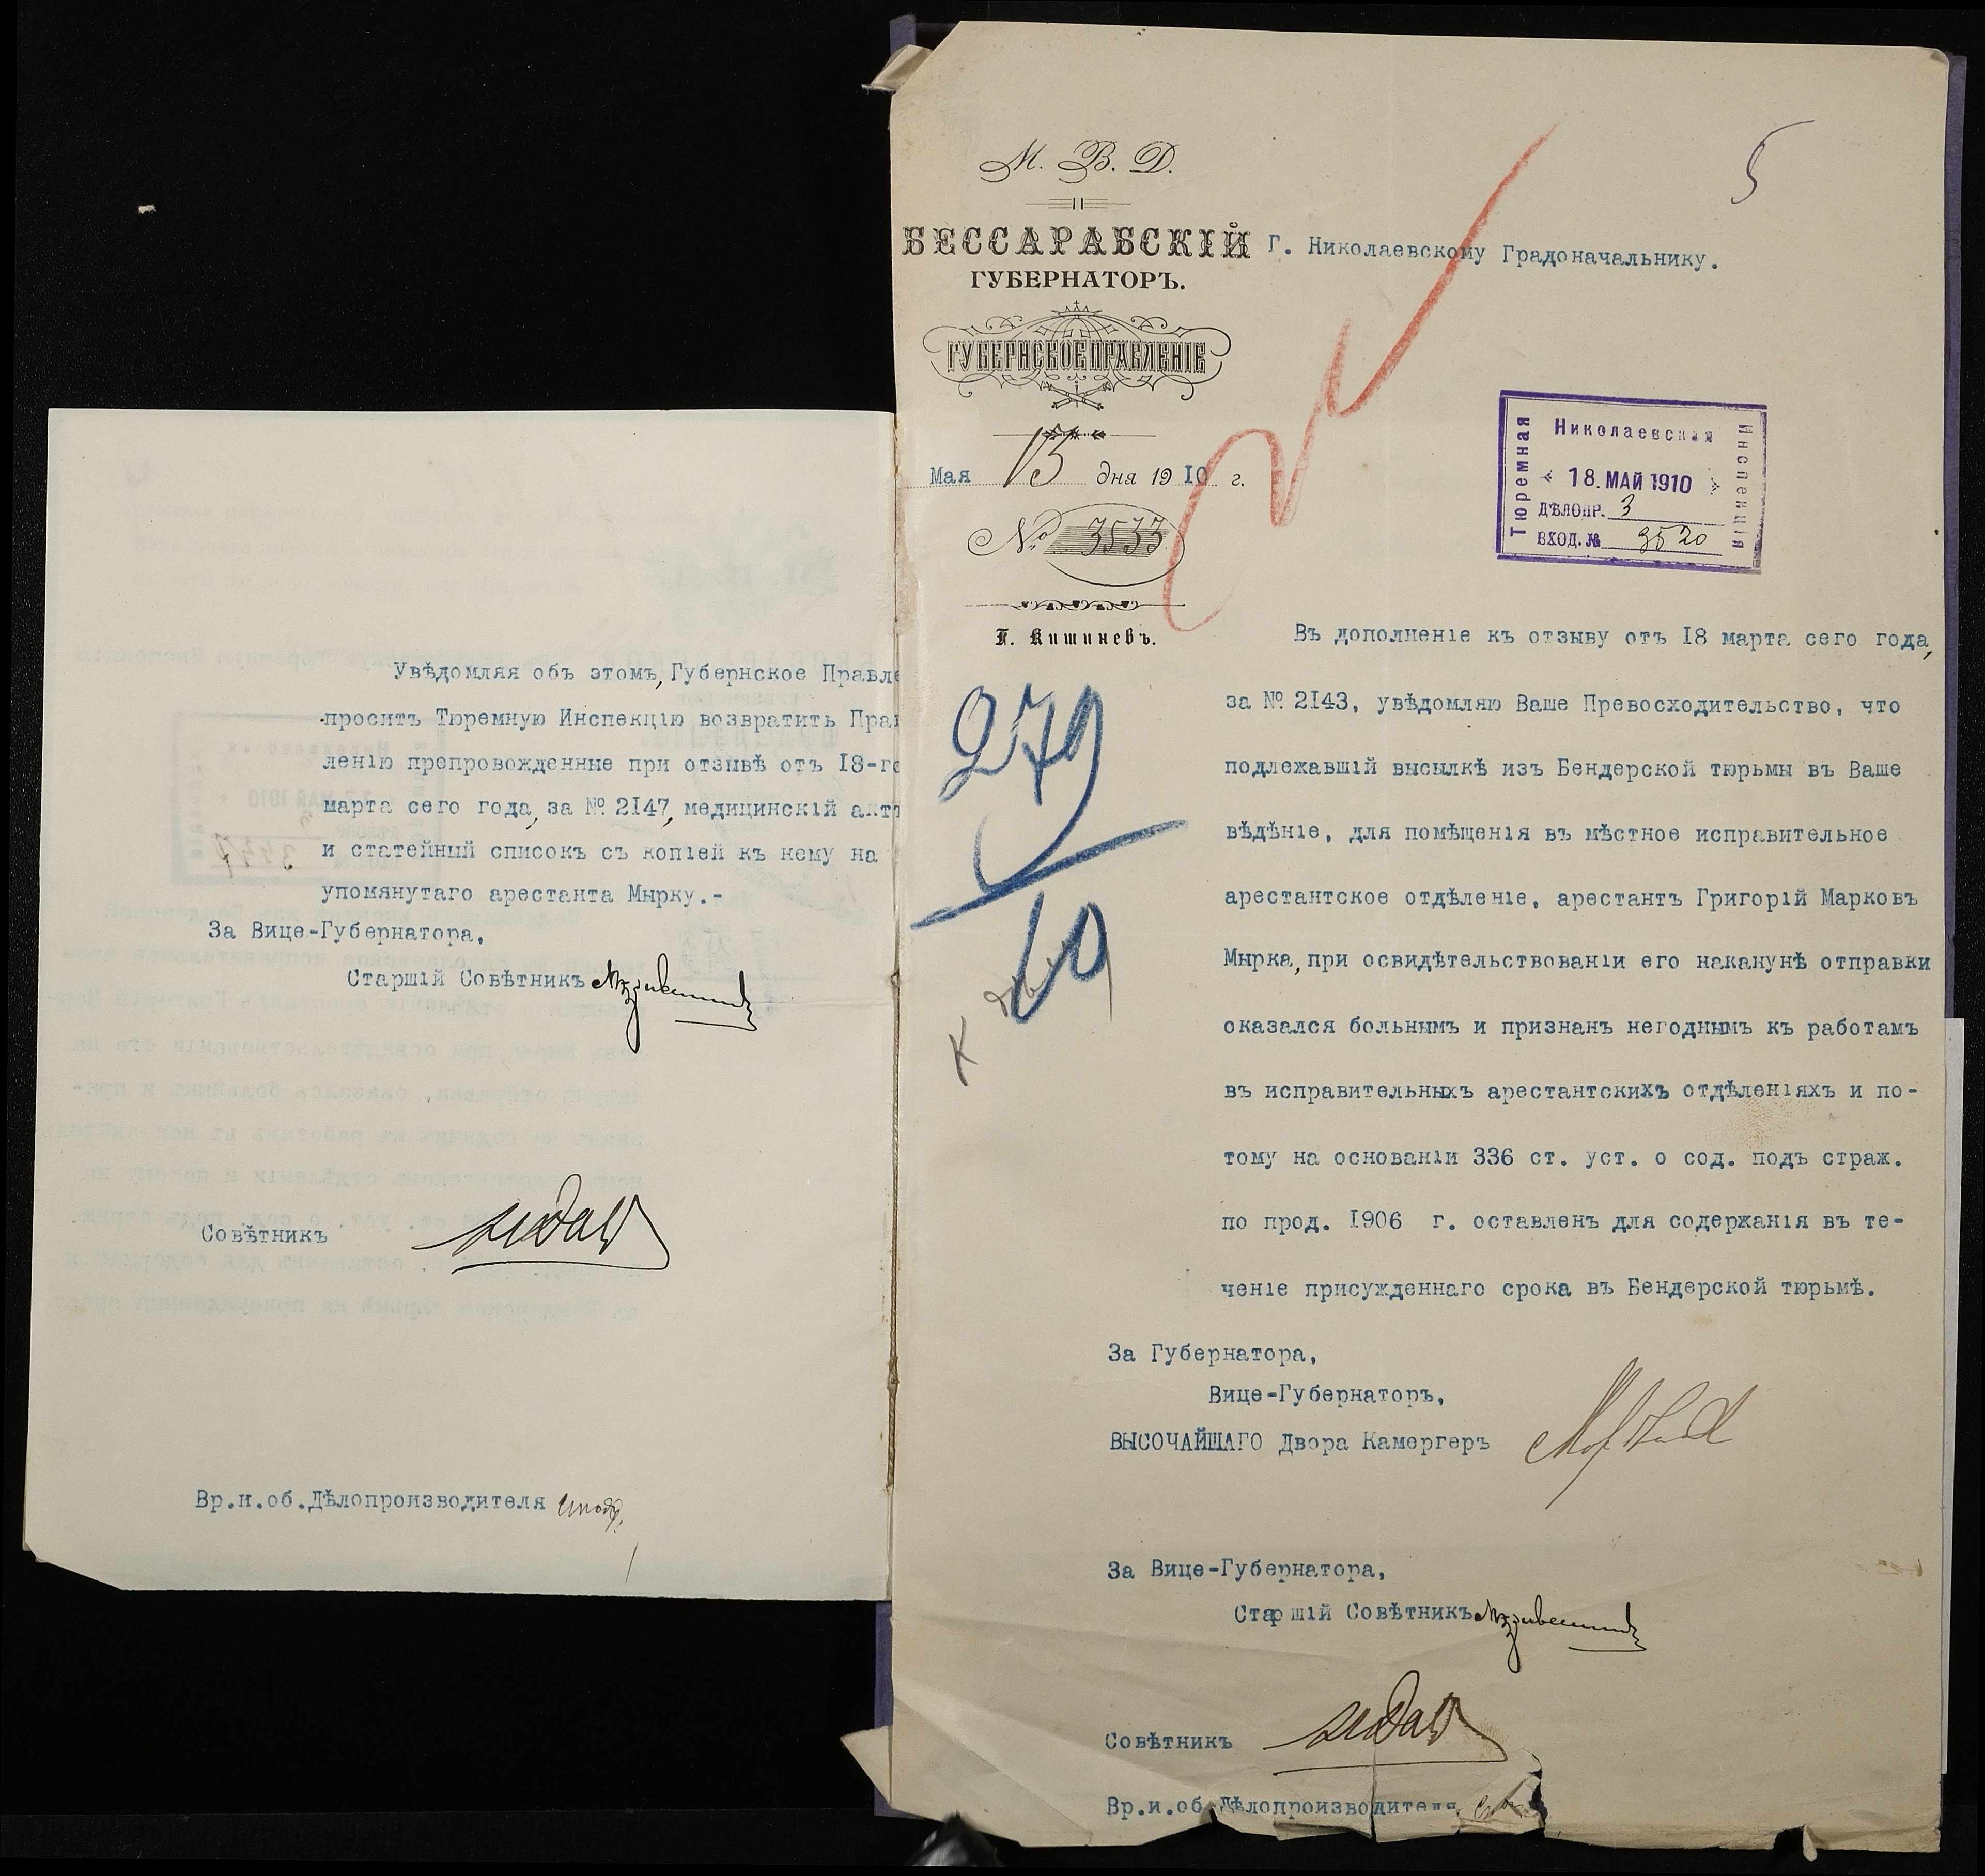 Увѣдомляя объ этомъ, Губернское Правле
проситъ Тюремную Инспекцію возвратить Прав
ленію препровожденные при отзывѣ отъ 18-го
марта сего года, за № 2147, медицинскій актъ
и статейный списокъ съ копіей къ нему на
упомянутаго арестанта Мырку.-
За Вице-Губернатора,
Старшій Совѣтникъ
Совѣтникъ
Вр.и.об.Дѣлопроизводителя
5
М. В. Д.
БЕССАРАБСКІЙ
ГУБЕРНАТОРЪ.
ГУБЕРНСКОЕ ПРАВЛЕНІЕ
Мая 13 дня 1910 г.
№ 3533
Г. Кишиневъ.
279
10
Г. Николаевскому Градоначальнику.
Николаевская
Тюремная
Инспекція
18. МАЙ 1910
ДѢЛОПР. 3
ВХОД. № 3520
Въ дополненіе къ отзыву отъ 18 марта сего года,
за № 2143, увѣдомляю Ваше Превосходительство, что
подлежавшій высылкѣ изъ Бендерской тюрьмы въ Ваше
вѣдѣніе, для помѣщенія въ мѣстное исправительное
арестантское отдѣленіе, арестантъ Григорій Марковъ
Мырка, при освидѣтельствованіи его наканунѣ отправки
оказался больнымъ и признанъ негоднымъ къ работамъ
въ исправительныхъ арестантскихъ отдѣленіяхъ и по-
тому на основаніи 336 ст. уст. о сод. подъ страж.
по прод. 1906 г. оставленъ для содержанія въ те-
ченіе присужденнаго срока въ Бендерской тюрьмѣ.
За Губернатора,
Вице-Губернаторъ,
ВЫСОЧАЙШАГО Двора Камергеръ
За Вице-Губернатора,
Старшій Совѣтникъ
Совѣтникъ
Вр.и.об.Дѣлопроизводителя